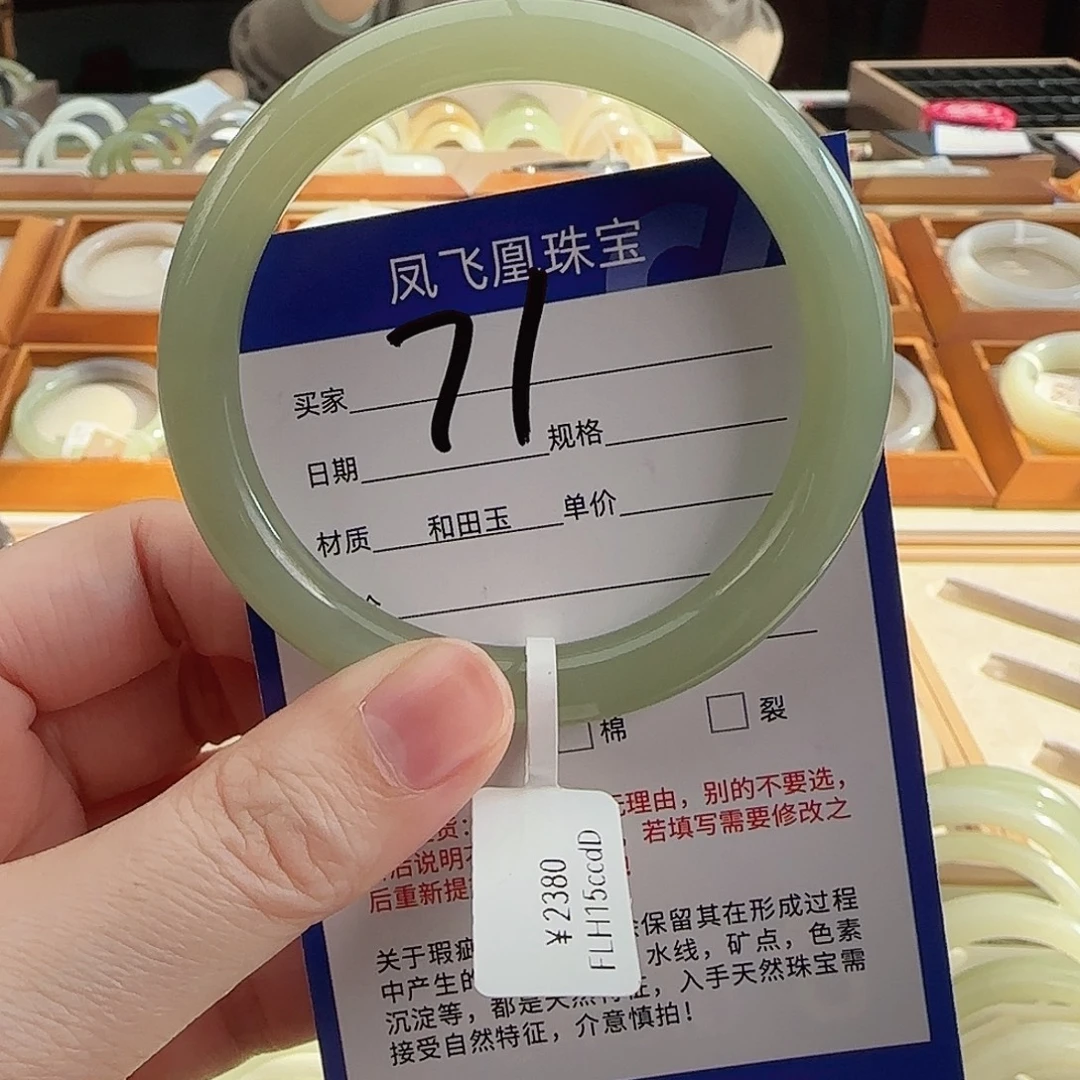 凤飞凰珠宝
71
买家
日期 规格
材质 和田玉 单价
棉 裂
理由，别的不要选，
若填写需要修改之
后说明
后重新提
¥2380
FLH15ccdD
关于瑕疵 保留其在形成过程
中产生的 水线，矿点，色素
沉淀等，都是天然特征，入手天然珠宝需
接受自然特征，介意慎拍！